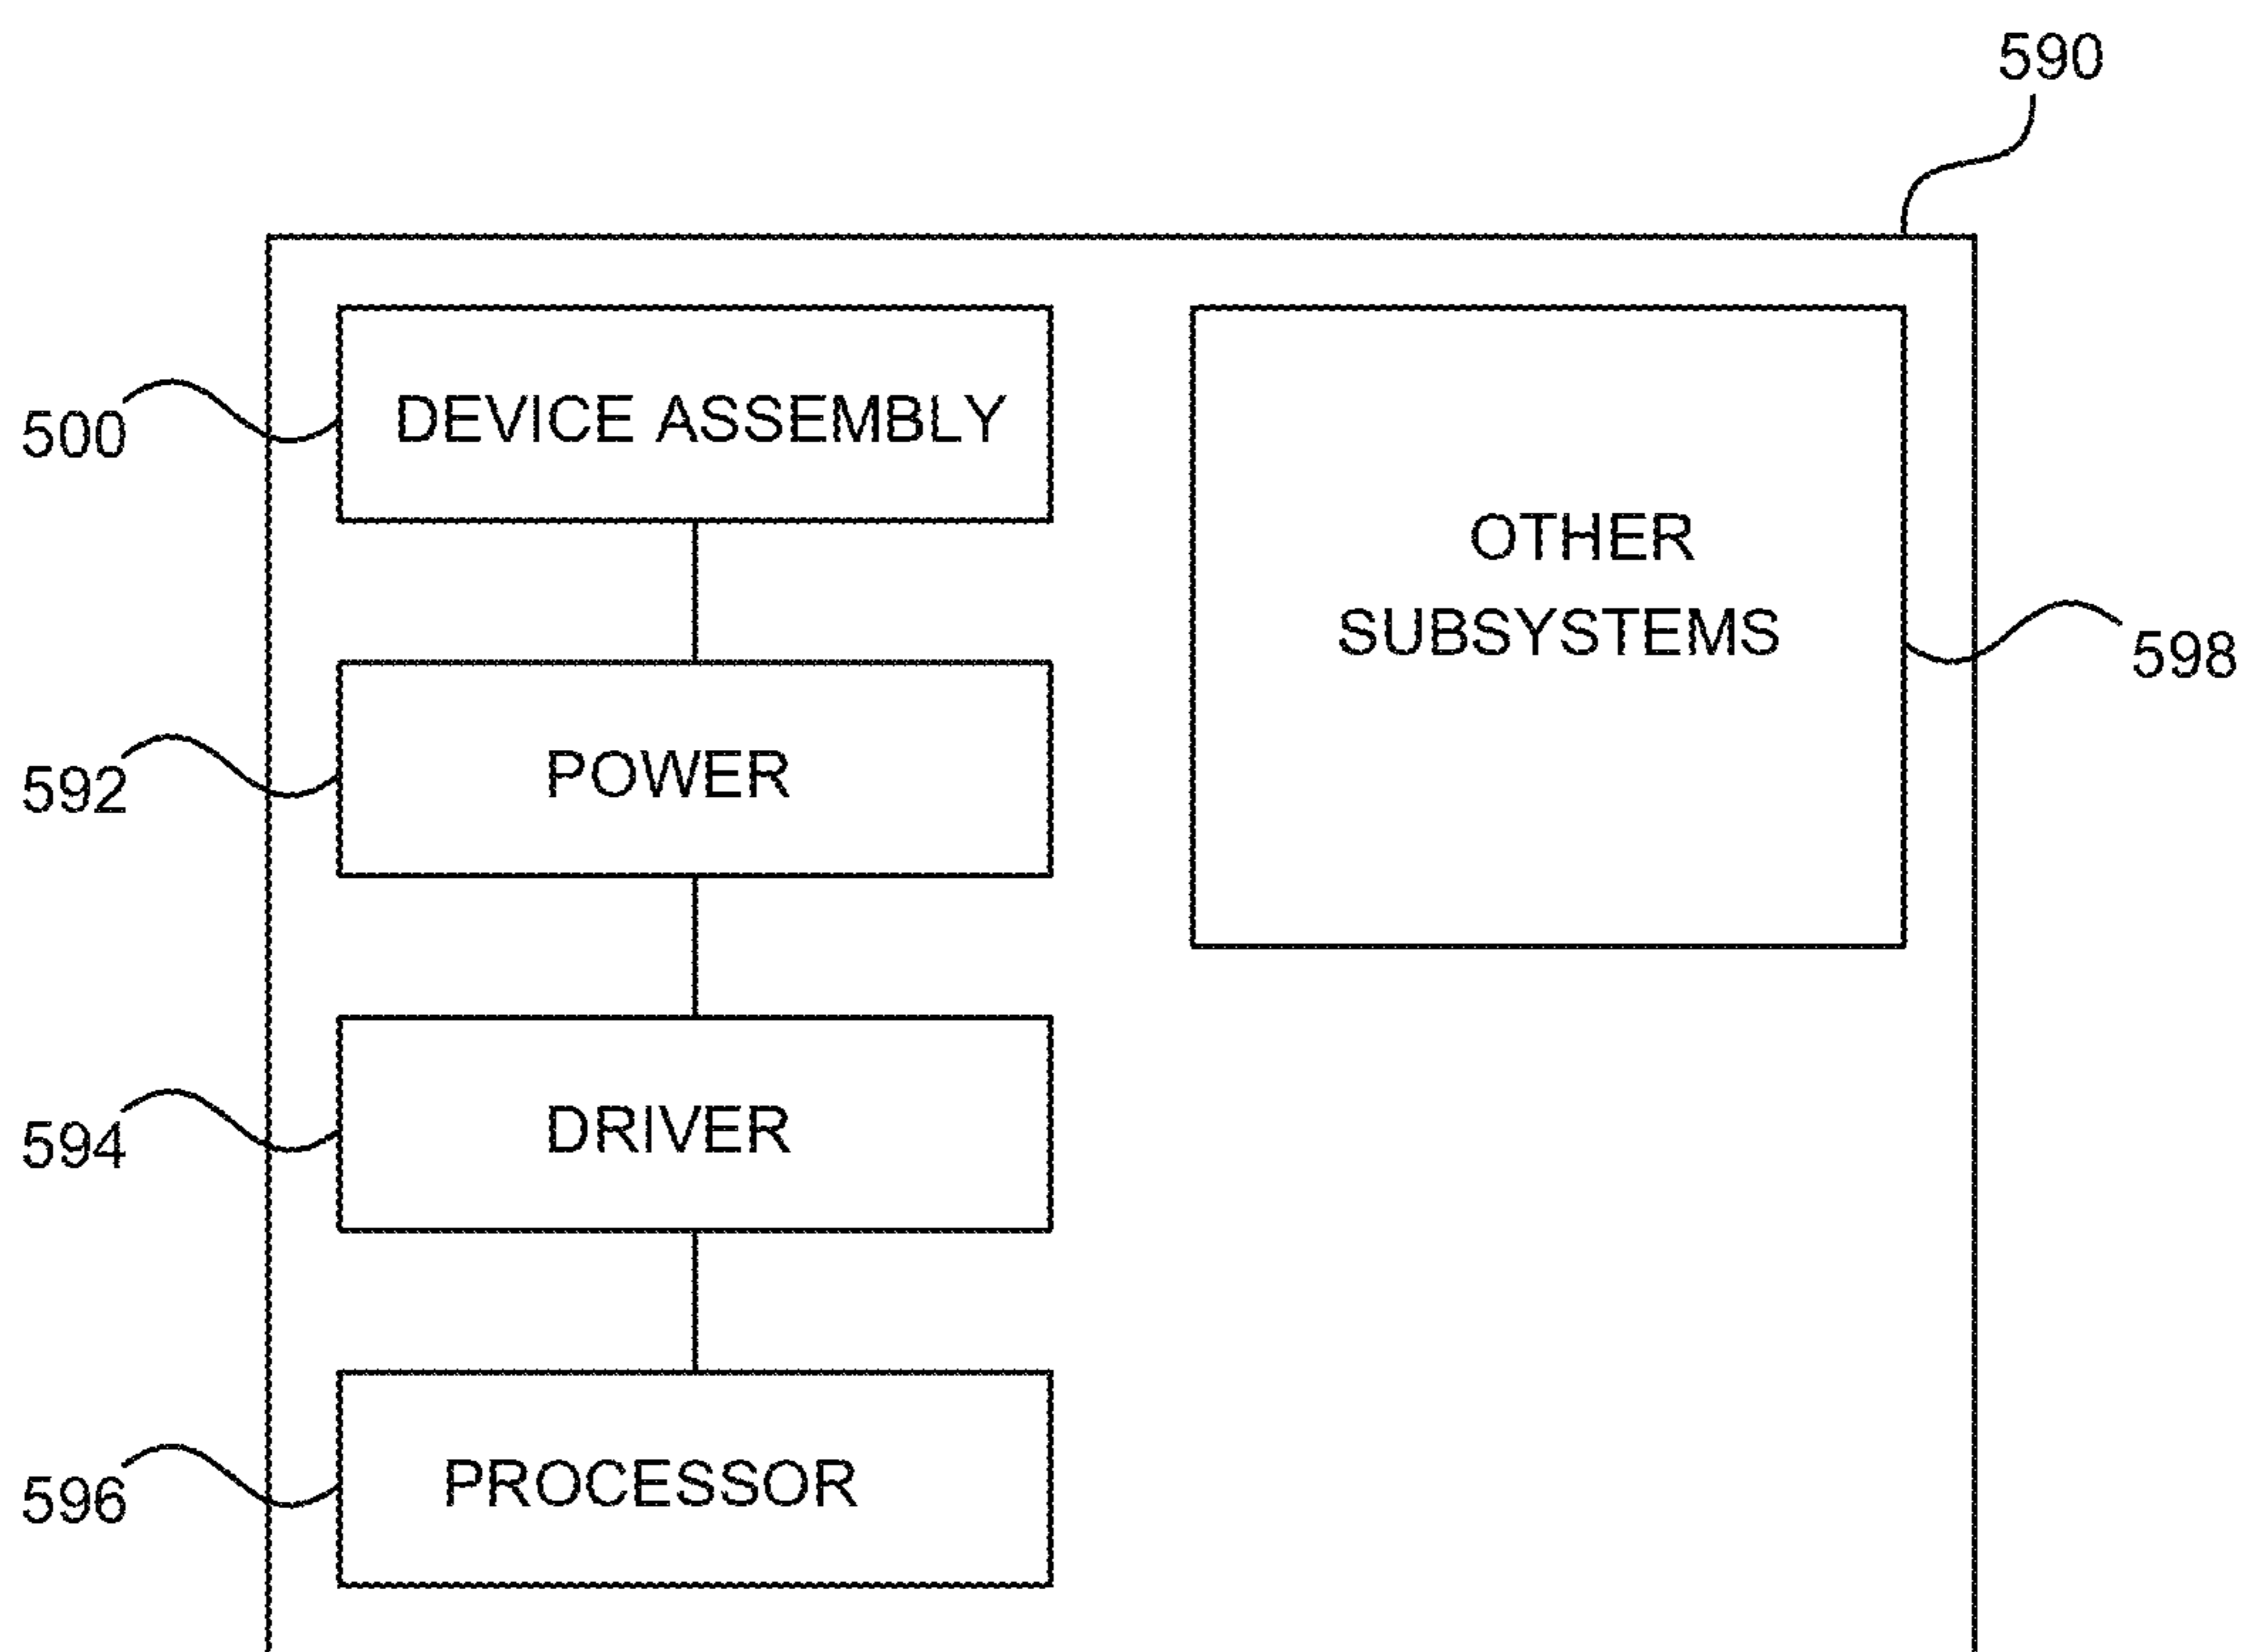 590
500
DEVICE ASSEMBLY
OTHER
SUBSYSTEMS
598
592
POWER
594
DRIVER
596
PROCESSOR